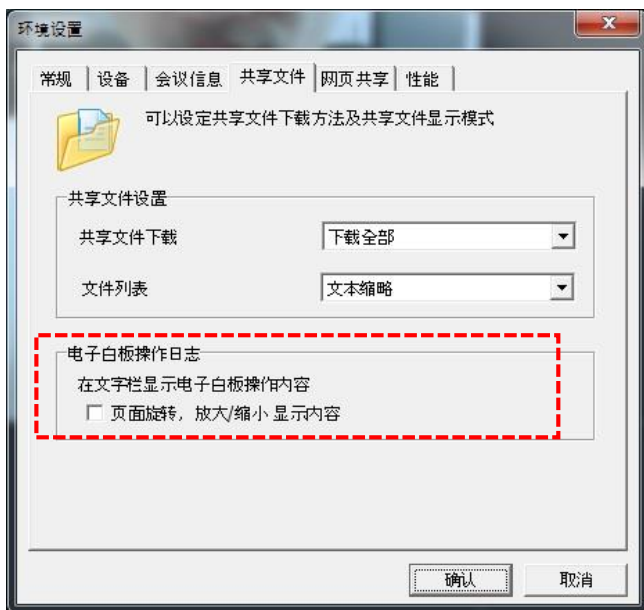 环境设置
常规 设备 会议信息 共享文件 网页共享 性能
可以设定共享文件下载方法及共享文件显示模式
共享文件设置
共享文件下载 下载全部
文件列表 文本缩略
电子白板操作日志
在文字栏显示电子白板操作内容
页面旋转，放大/缩小 显示内容
确认 取消